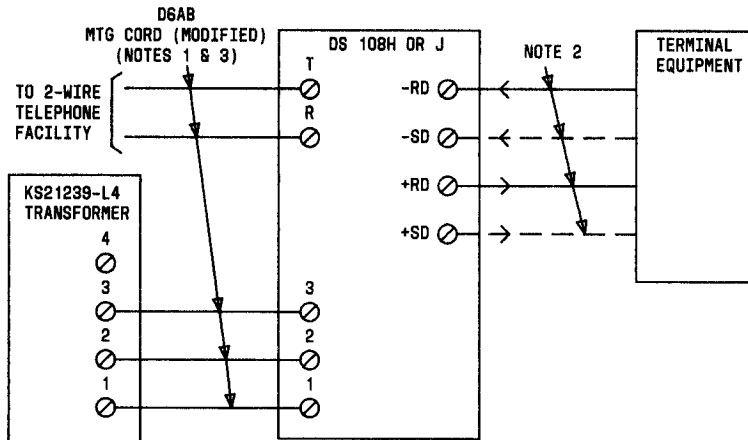 D6AB
MTG CORD (MODIFIED)
(NOTES 1 & 3)
TO 2-WIRE
TELEPHONE
FACILITY
KS21239-L4
TRANSFORMER
4
3
2
1
DS 108H OR J
T
R
3
2
1
-RD
-SD
+RD
+SD
NOTE 2
TERMINAL
EQUIPMENT